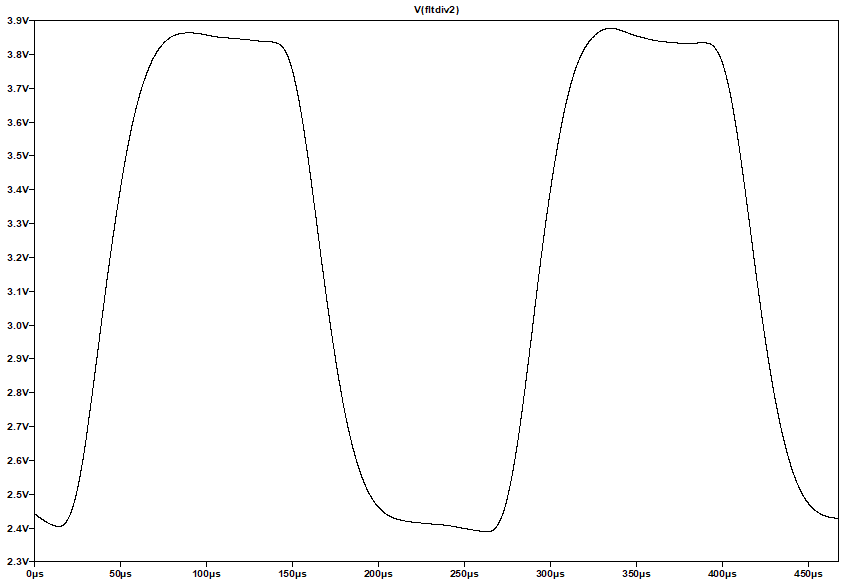 V(fltdiv2)
3.9V
3.8V
3.7V
3.6V
3.5V
3.4V
3.3V
3.2V
3.1V
3.0V
2.9V
2.8V
2.7V
2.6V
2.5V
2.4V
2.3V
0µs 50µs 100µs 150µs 200µs 250µs 300µs 350µs 400µs 450µs